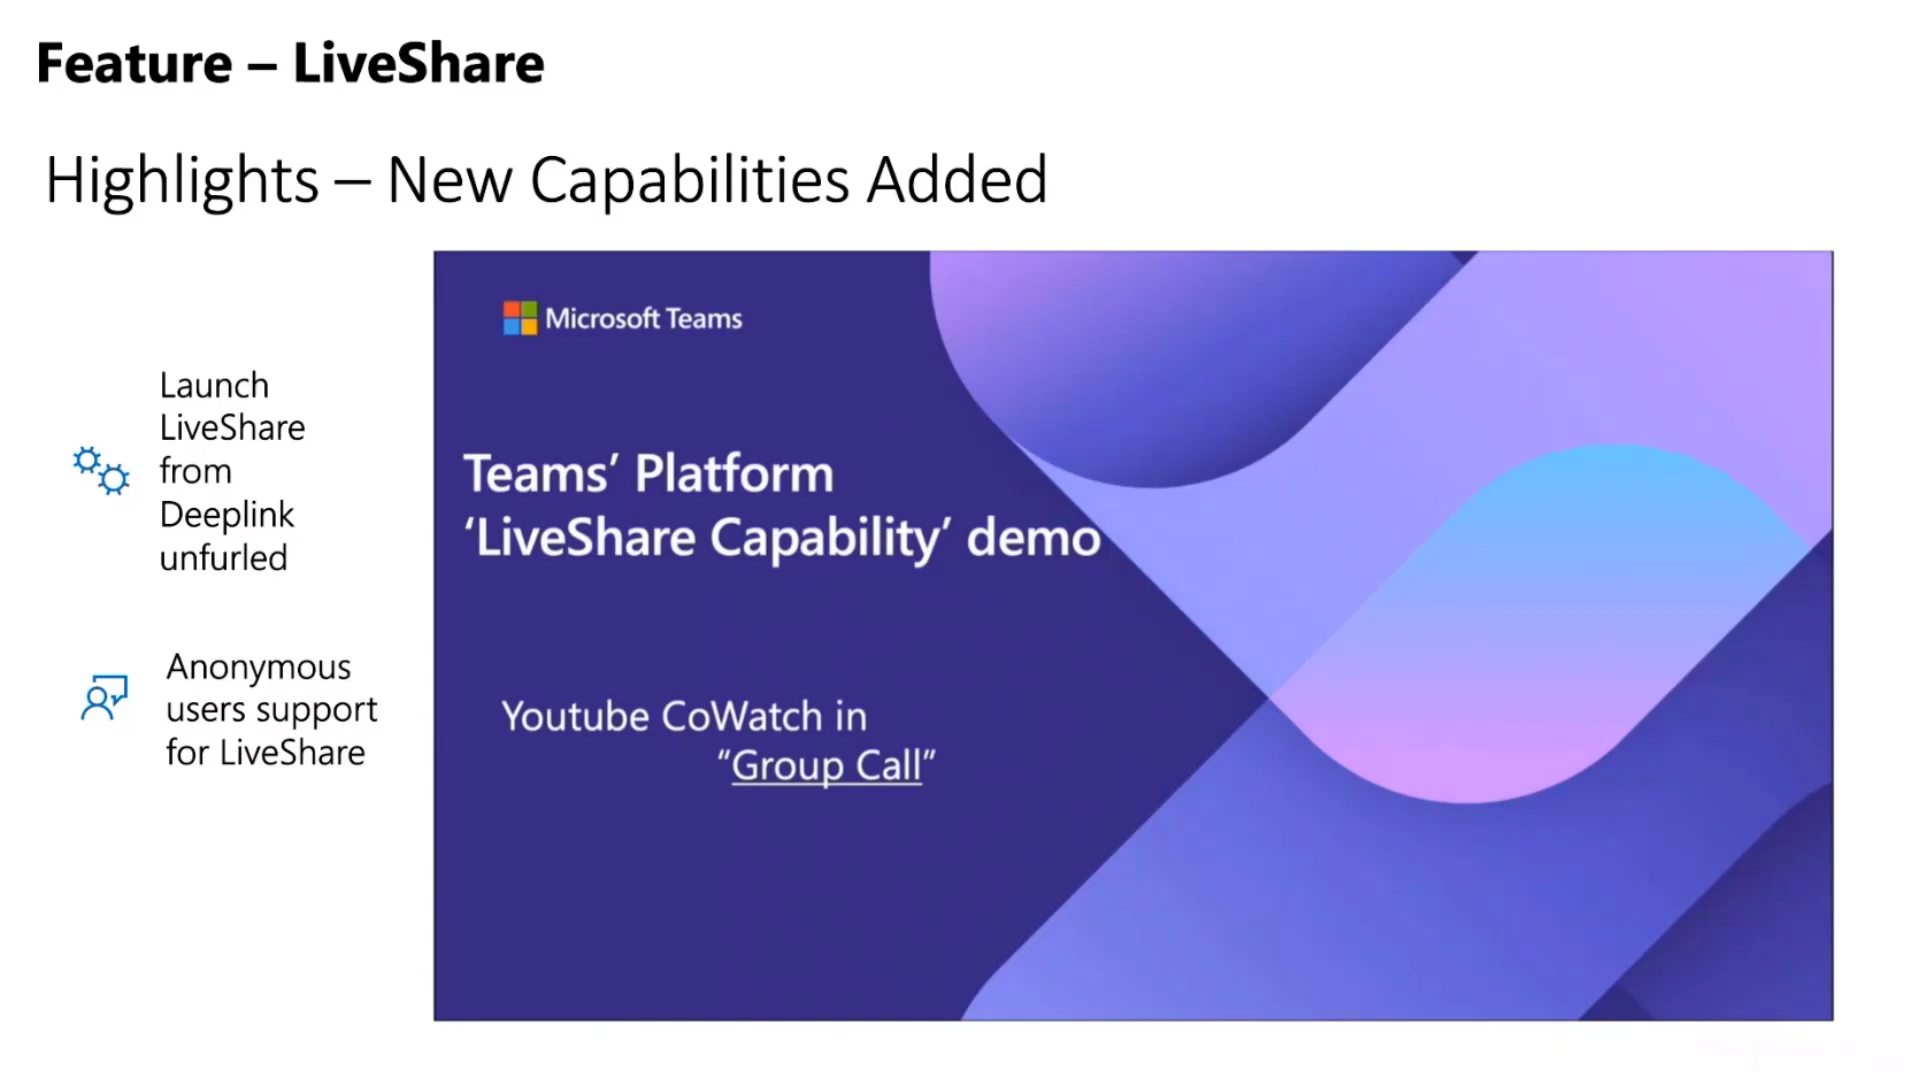 Feature – LiveShare
Highlights – New Capabilities Added
Launch
LiveShare
from
Deeplink
unfurled
Anonymous
users support
for LiveShare
Microsoft Teams
Teams’ Platform
‘LiveShare Capability’ demo
Youtube CoWatch in
“Group Call”